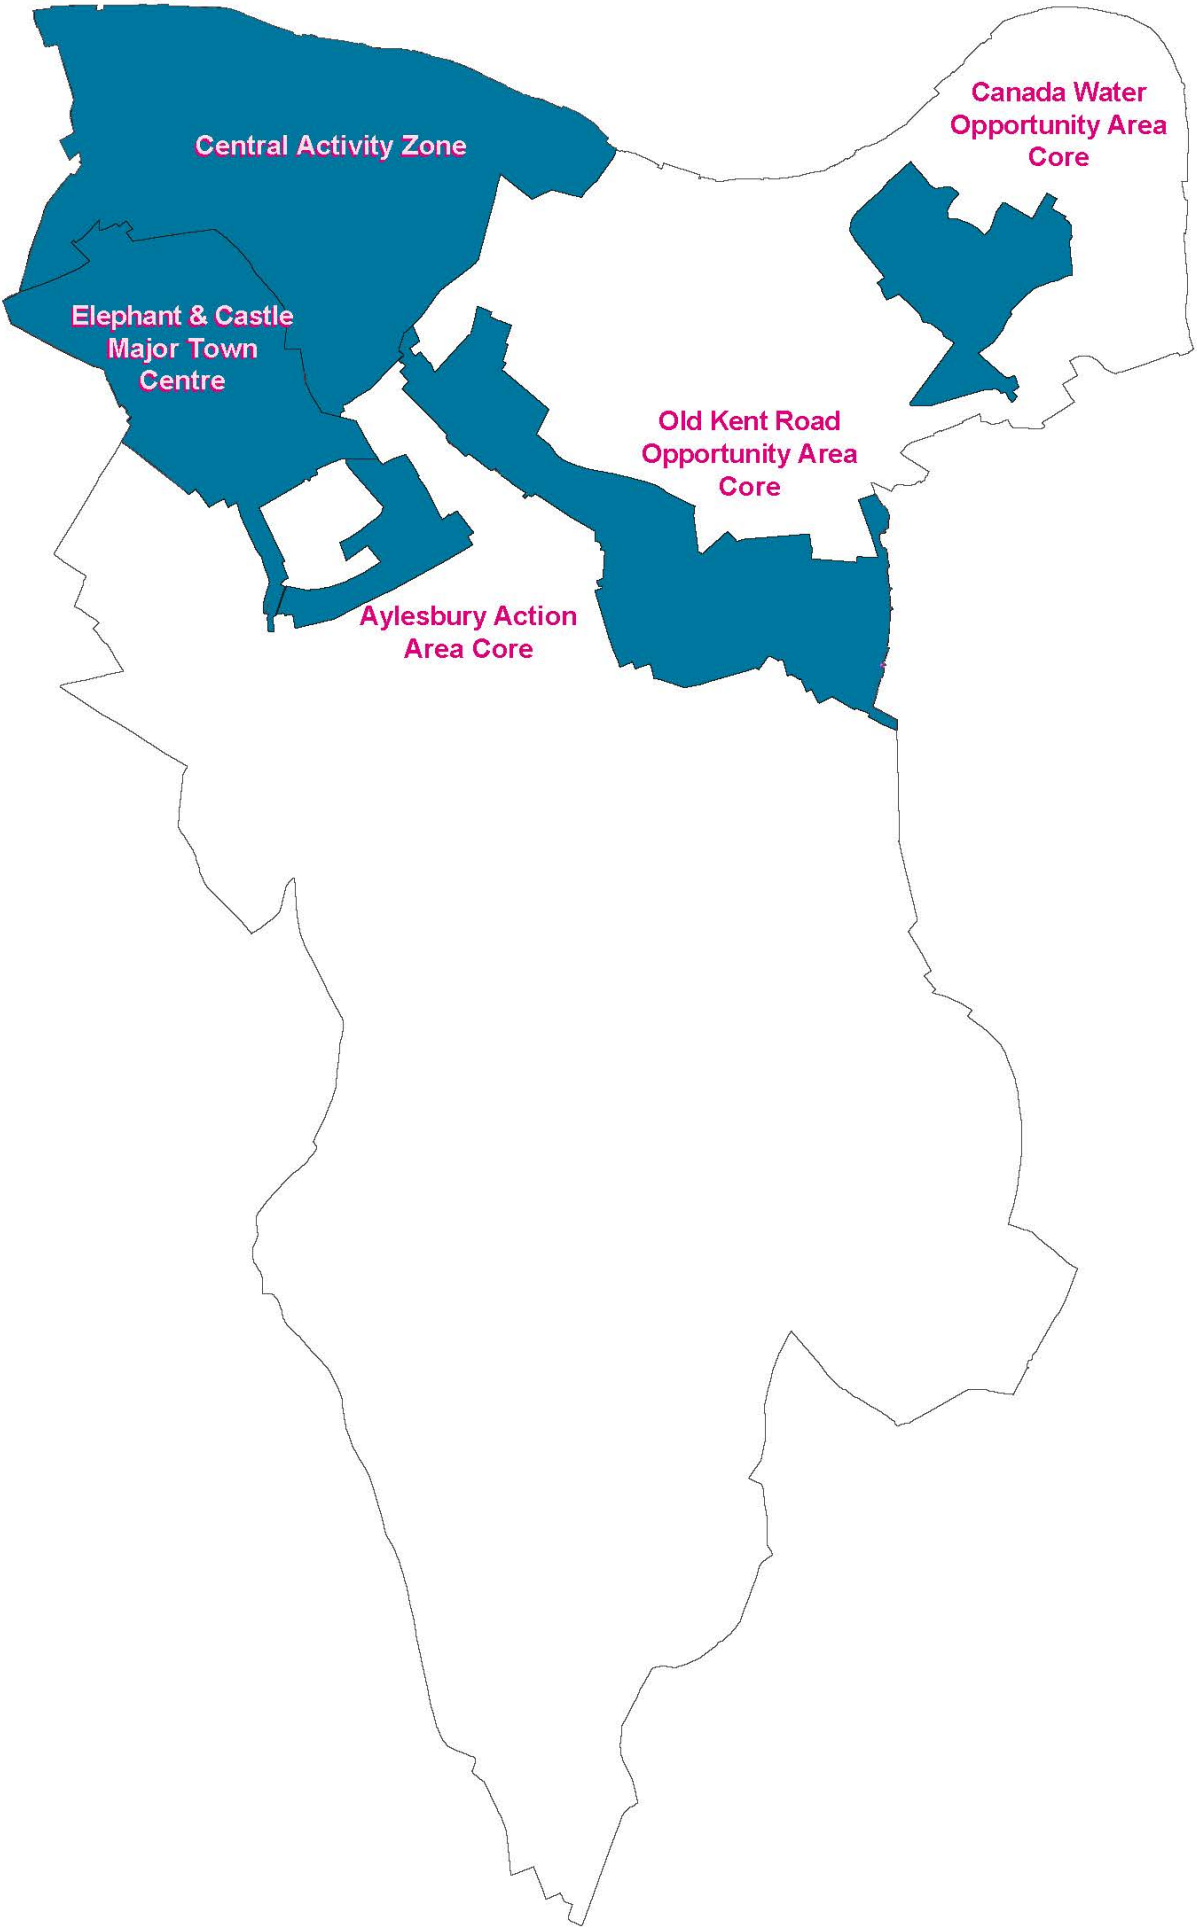 Canada Water
Opportunity Area
Core
Central Activity Zone
Elephant & Castle
Major Town
Centre
Old Kent Road
Opportunity Area
Core
Aylesbury Action
Area Core